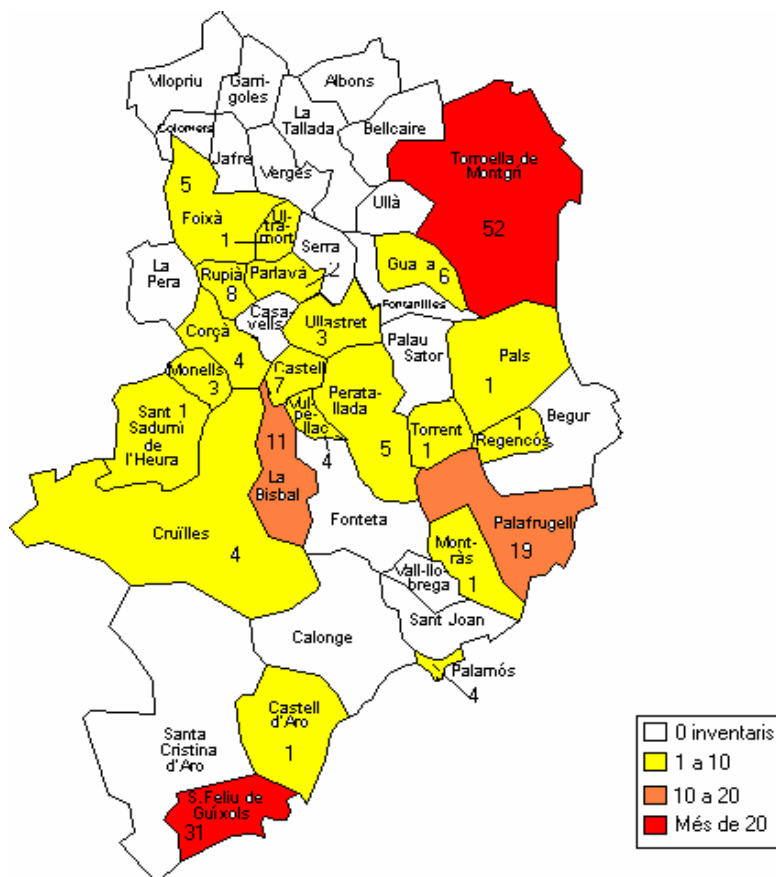 Vilopriu
Garri-
goles
Albons
La
Tallada
Bellcaire
Colomers
Jafre
Verges
Torroella de
Montgrí
52
5
Foixà
Ul-
tra-
mort
1
Ullà
Serra
2
Gua a
6
La
Pera
Rupià
8
Parlavà
Fontanilles
Casa-
vells
Ullastret
3
Corçà
4
Palau
Sator
Pals
1
Monells
3
Castell
7
Perata-
llada
5
Begur
Sant 1
Sadurní
de
l'Heura
Vul-
pe-
llac
4
Torrent
1
1
Regencós
11
La
Bisbal
Fonteta
Palafrugell
19
Cruïlles
4
Mont-
ràs
1
Vall-llo-
brega
Sant Joan
Calonge
Palamós
4
Castell
d'Aro
1
Santa
Cristina
d'Aro
S. Feliu de
Guíxols
31
0 inventaris
1 a 10
10 a 20
Més de 20